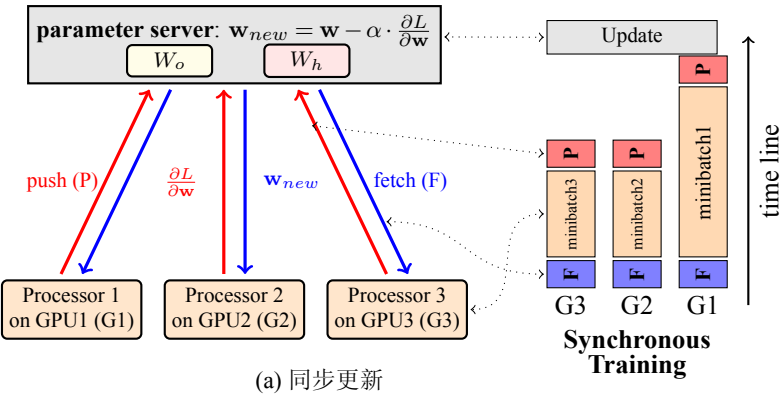 parameter server: w_new = w − α · ∂L/∂w
W_o
W_h
push (P)
∂L/∂w
w_new
fetch (F)
Processor 1
on GPU1 (G1)
Processor 2
on GPU2 (G2)
Processor 3
on GPU3 (G3)
Update
P
minibatch3
F
G3
P
minibatch2
F
G2
P
minibatch1
F
G1
time line
Synchronous
Training
(a) 同步更新